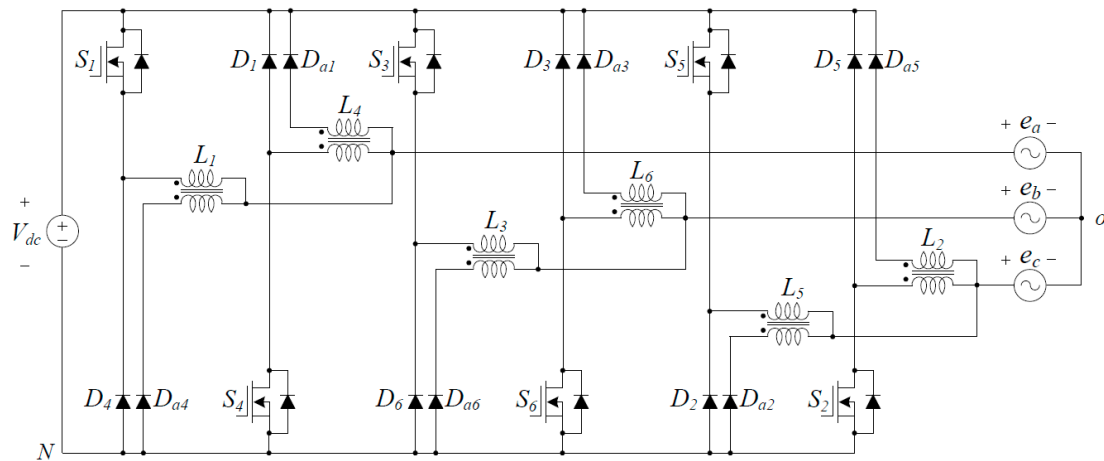 S1 D1 Da1 S3 D3 Da3 S5 D5 Da5
L4
+ ea −
L1
L6
+ eb −
+
Vdc
−
L3
L2
o
+ ec −
L5
D4 Da4 S4 D6 Da6 S6 D2 Da2 S2
N